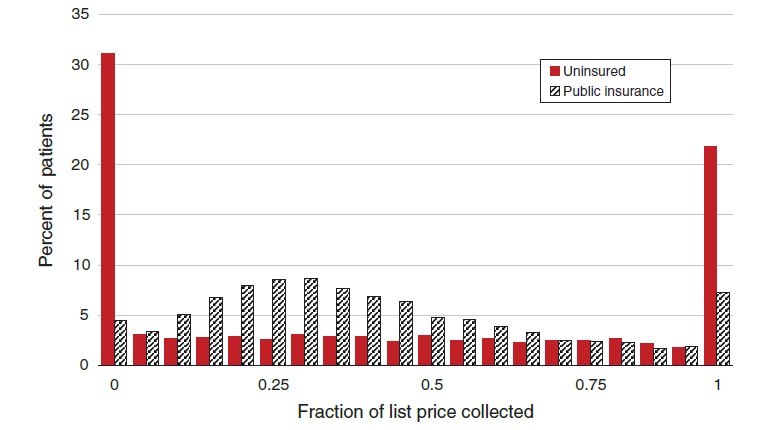 35
30
Uninsured
Public insurance
25
20
15
10
5
0
Percent of patients
0 0.25 0.5 0.75 1
Fraction of list price collected